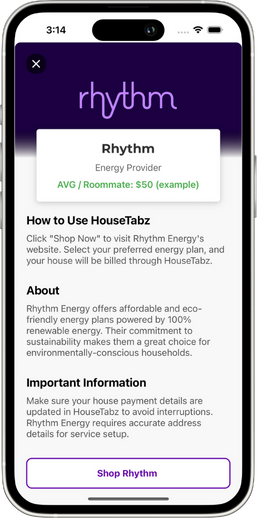 3:14
rhythm
Rhythm
Energy Provider
AVG / Roommate: $50 (example)
How to Use HouseTabz
Click "Shop Now" to visit Rhythm Energy's
website. Select your preferred energy plan, and
your house will be billed through HouseTabz.
About
Rhythm Energy offers affordable and eco-
friendly energy plans powered by 100%
renewable energy. Their commitment to
sustainability makes them a great choice for
environmentally-conscious households.
Important Information
Make sure your house payment details are
updated in HouseTabz to avoid interruptions.
Rhythm Energy requires accurate address
details for service setup.
Shop Rhythm